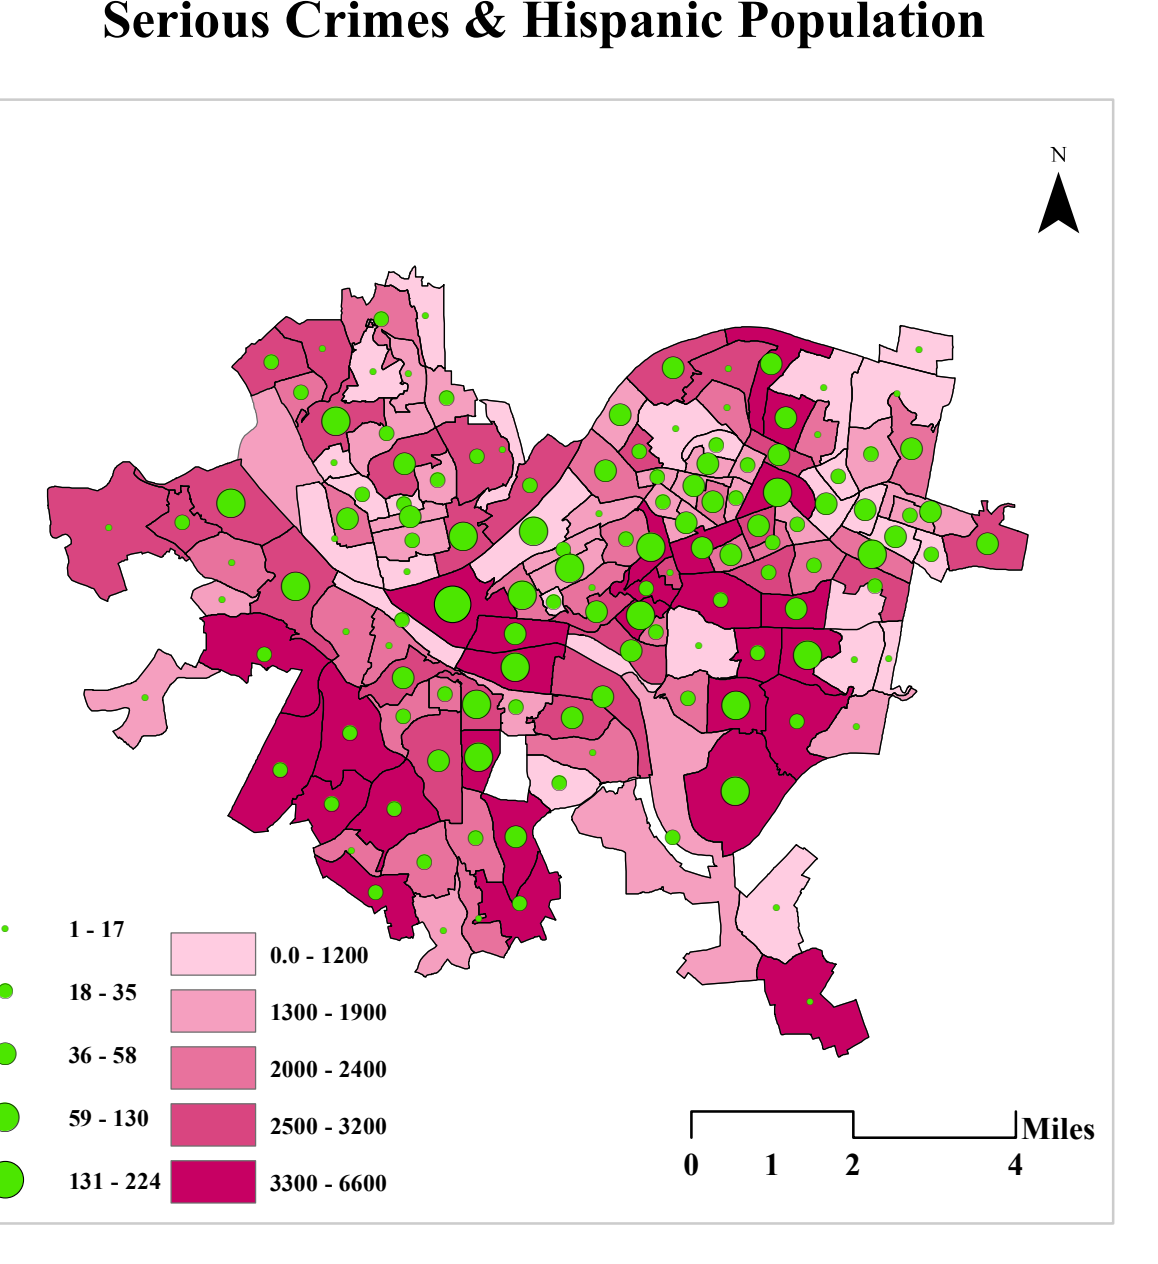 Serious Crimes & Hispanic Population
N
1 - 17
18 - 35
36 - 58
59 - 130
131 - 224
0.0 - 1200
1300 - 1900
2000 - 2400
2500 - 3200
3300 - 6600
Miles
0 1 2 4